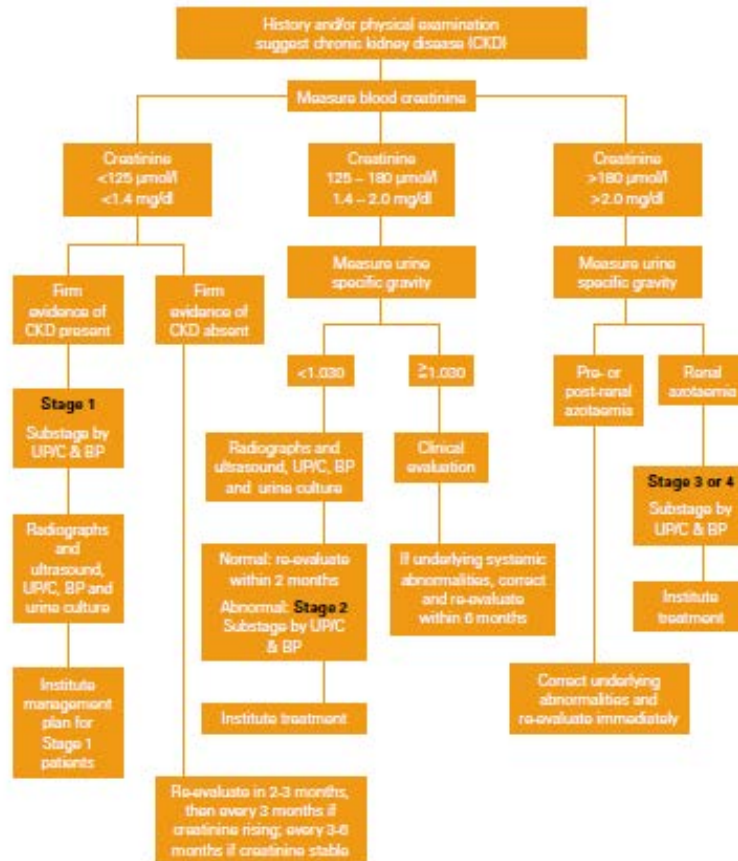 History and/or physical examination
suggest chronic kidney disease (CKD)
Measure blood creatinine
Creatinine
<125 µmol/l
<1.4 mg/dl
Creatinine
125 – 180 µmol/l
1.4 – 2.0 mg/dl
Creatinine
>180 µmol/l
>2.0 mg/dl
Firm
evidence of
CKD present
Firm
evidence of
CKD absent
Measure urine
specific gravity
Measure urine
specific gravity
<1.030
≧1.030
Pre- or
post-renal
azotaemia
Renal
azotaemia
Stage 1
Substage by
UP/C & BP
Radiographs and
ultrasound, UP/C, BP
and urine culture
Clinical
evaluation
Stage 3 or 4
Substage by
UP/C & BP
Radiographs
and
ultrasound,
UP/C, BP and
urine culture
Normal: re-evaluate
within 2 months
Abnormal: Stage 2
Substage by UP/C
& BP
If underlying systemic
abnormalities, correct
and re-evaluate
within 6 months
Institute
treatment
Institute
management
plan for
Stage 1
patients
Institute treatment
Correct underlying
abnormalities and
re-evaluate immediately
Re-evaluate in 2-3 months,
then every 3 months if
creatinine rising; every 3-6
months if creatinine stable